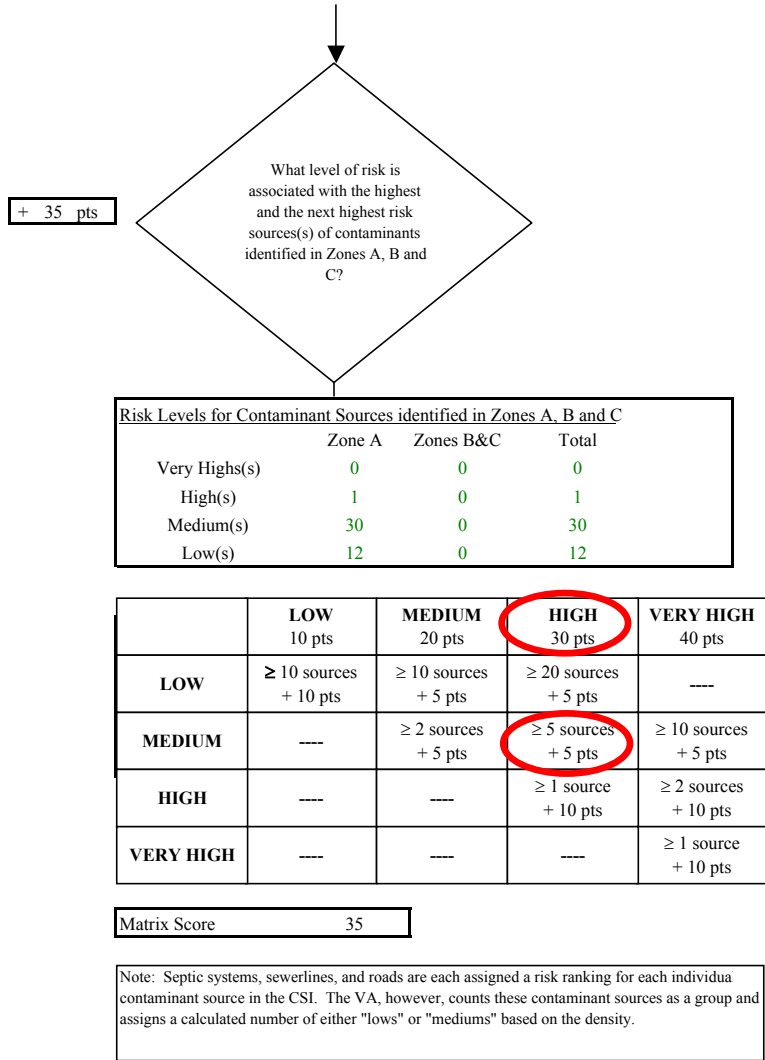 What level of risk is
associated with the highest
and the next highest risk
sources(s) of contaminants
identified in Zones A, B and
C?
+ 35 pts
Risk Levels for Contaminant Sources identified in Zones A, B and C
Zone A Zones B&C Total
Very Highs(s) 0 0 0
High(s) 1 0 1
Medium(s) 30 0 30
Low(s) 12 0 12
LOW MEDIUM HIGH VERY HIGH
10 pts 20 pts 30 pts 40 pts
LOW ≥ 10 sources + 10 pts ≥ 10 sources + 5 pts ≥ 20 sources + 5 pts ----
MEDIUM ---- ≥ 2 sources + 5 pts ≥ 5 sources + 5 pts ≥ 10 sources + 5 pts
HIGH ---- ---- ≥ 1 source + 10 pts ≥ 2 sources + 10 pts
VERY HIGH ---- ---- ---- ≥ 1 source + 10 pts
Matrix Score 35
Note: Septic systems, sewerlines, and roads are each assigned a risk ranking for each individua
contaminant source in the CSI. The VA, however, counts these contaminant sources as a group and
assigns a calculated number of either "lows" or "mediums" based on the density.